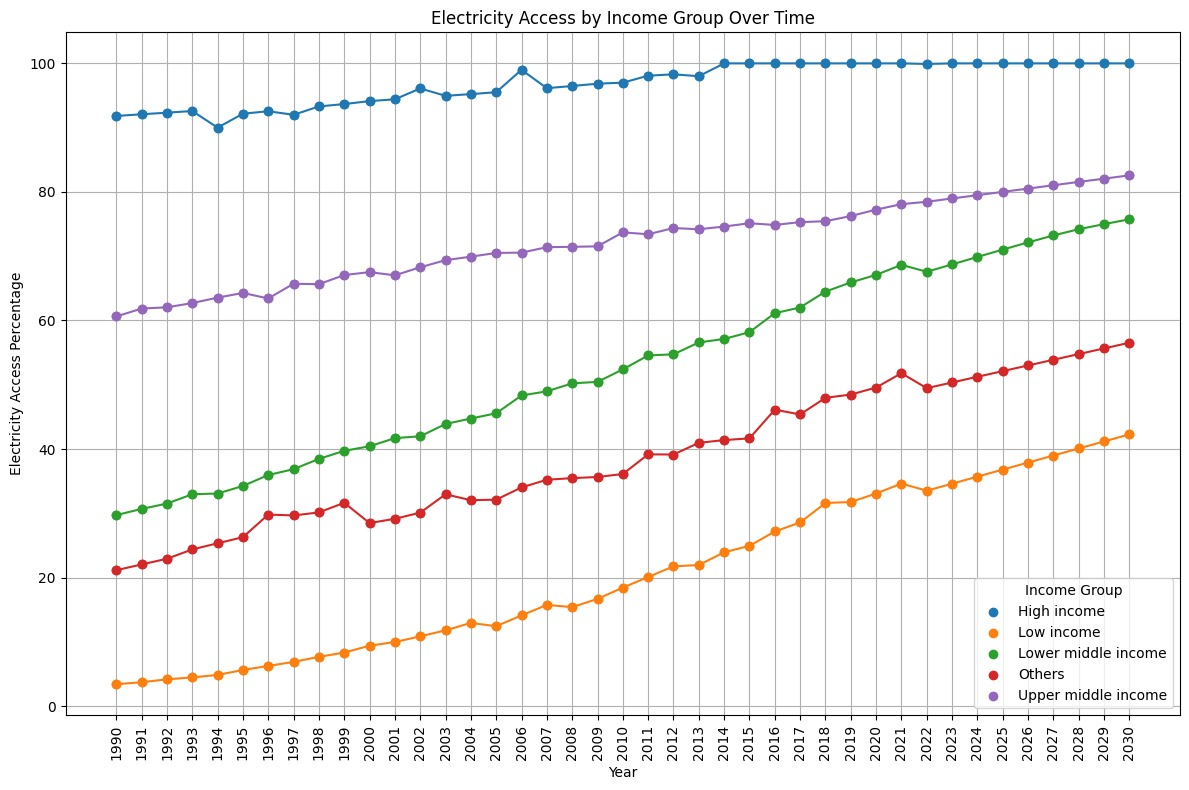 Electricity Access by Income Group Over Time
Electricity Access Percentage
100
80
60
40
20
0
Income Group
High income
Low income
Lower middle income
Others
Upper middle income
1990 1991 1992 1993 1994 1995 1996 1997 1998 1999 2000 2001 2002 2003 2004 2005 2006 2007 2008 2009 2010 2011 2012 2013 2014 2015 2016 2017 2018 2019 2020 2021 2022 2023 2024 2025 2026 2027 2028 2029 2030
Year